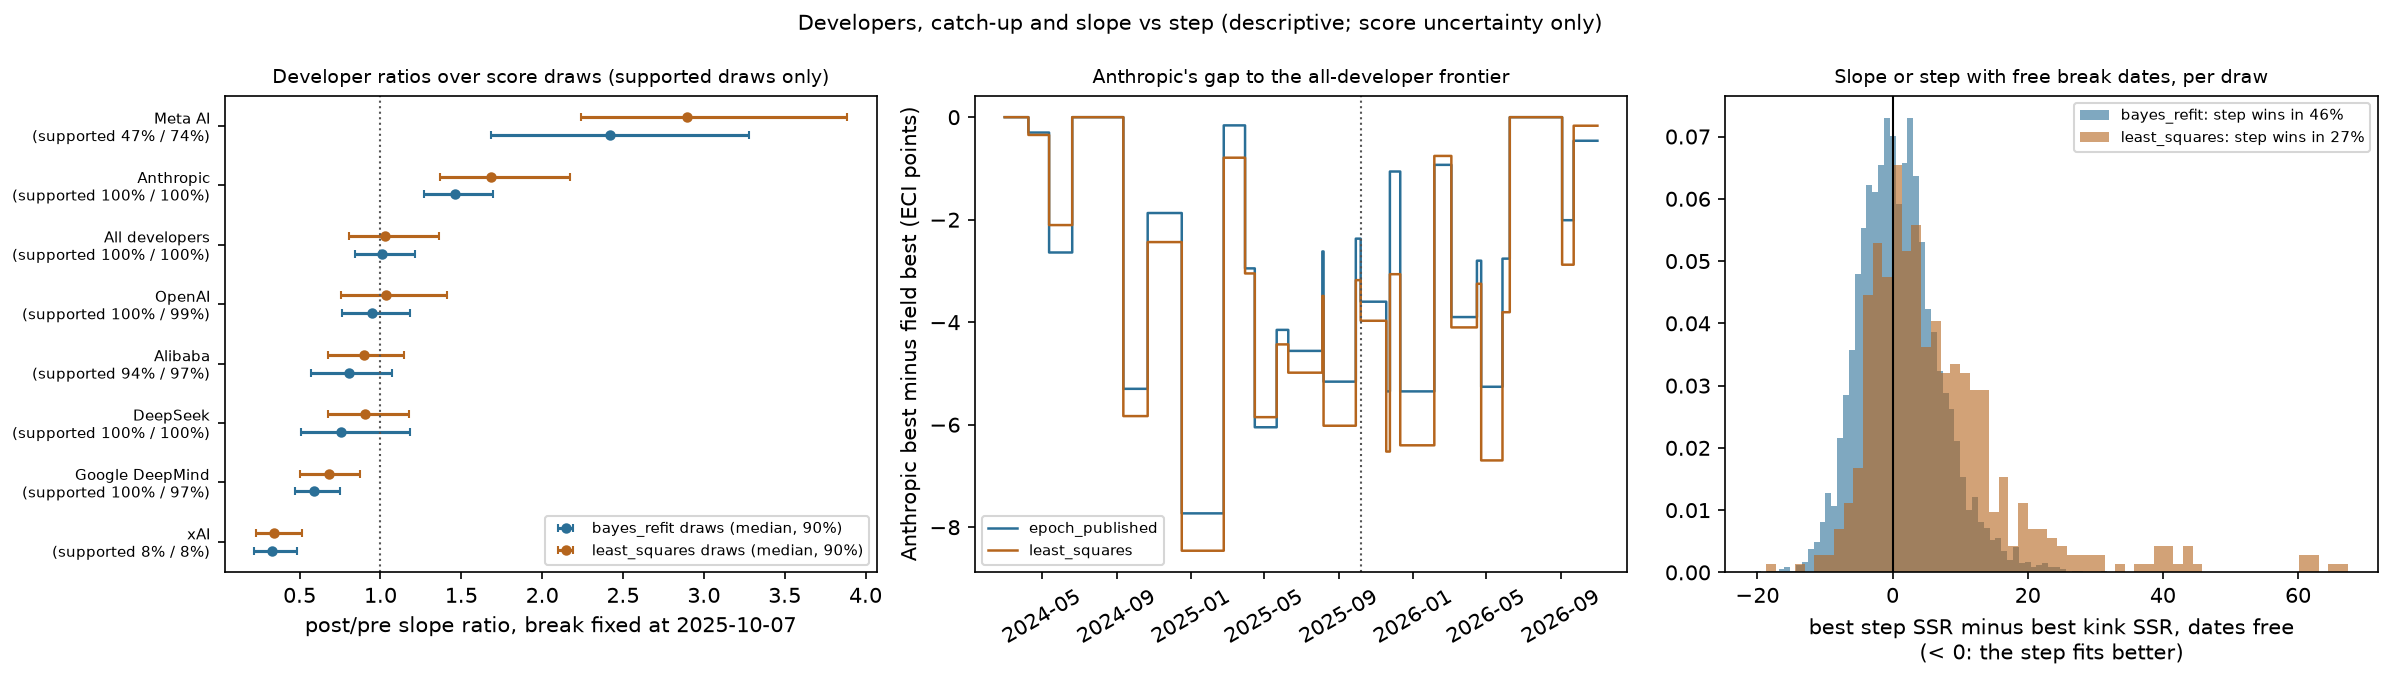 Developers, catch-up and slope vs step (descriptive; score uncertainty only)
Developer ratios over score draws (supported draws only)
Meta AI
(supported 47% / 74%)
Anthropic
(supported 100% / 100%)
All developers
(supported 100% / 100%)
OpenAI
(supported 100% / 99%)
Alibaba
(supported 94% / 97%)
DeepSeek
(supported 100% / 100%)
Google DeepMind
(supported 100% / 97%)
xAI
(supported 8% / 8%)
bayes_refit draws (median, 90%)
least_squares draws (median, 90%)
0.5 1.0 1.5 2.0 2.5 3.0 3.5 4.0
post/pre slope ratio, break fixed at 2025-10-07
Anthropic's gap to the all-developer frontier
Anthropic best minus field best (ECI points)
0
−2
−4
−6
−8
epoch_published
least_squares
2024-05 2024-09 2025-01 2025-05 2025-09 2026-01 2026-05 2026-09
Slope or step with free break dates, per draw
bayes_refit: step wins in 46%
least_squares: step wins in 27%
0.07
0.06
0.05
0.04
0.03
0.02
0.01
0.00
−20 0 20 40 60
best step SSR minus best kink SSR, dates free
(< 0: the step fits better)